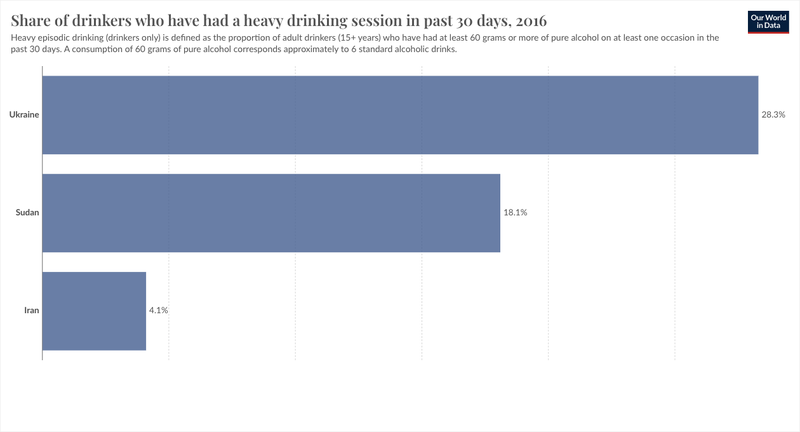 Share of drinkers who have had a heavy drinking session in past 30 days, 2016
Our World
in Data
Heavy episodic drinking (drinkers only) is defined as the proportion of adult drinkers (15+ years) who have had at least 60 grams or more of pure alcohol on at least one occasion in the
past 30 days. A consumption of 60 grams of pure alcohol corresponds approximately to 6 standard alcoholic drinks.
Ukraine 28.3%
Sudan 18.1%
Iran 4.1%